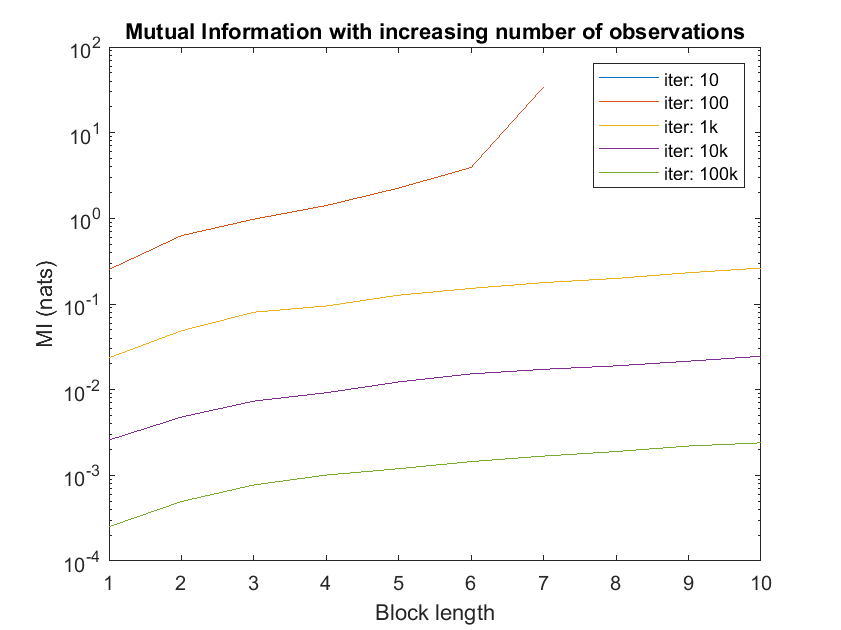 Mutual Information with increasing number of observations
10^2
10^1
10^0
10^-1
10^-2
10^-3
10^-4
MI (nats)
iter: 10
iter: 100
iter: 1k
iter: 10k
iter: 100k
1 2 3 4 5 6 7 8 9 10
Block length